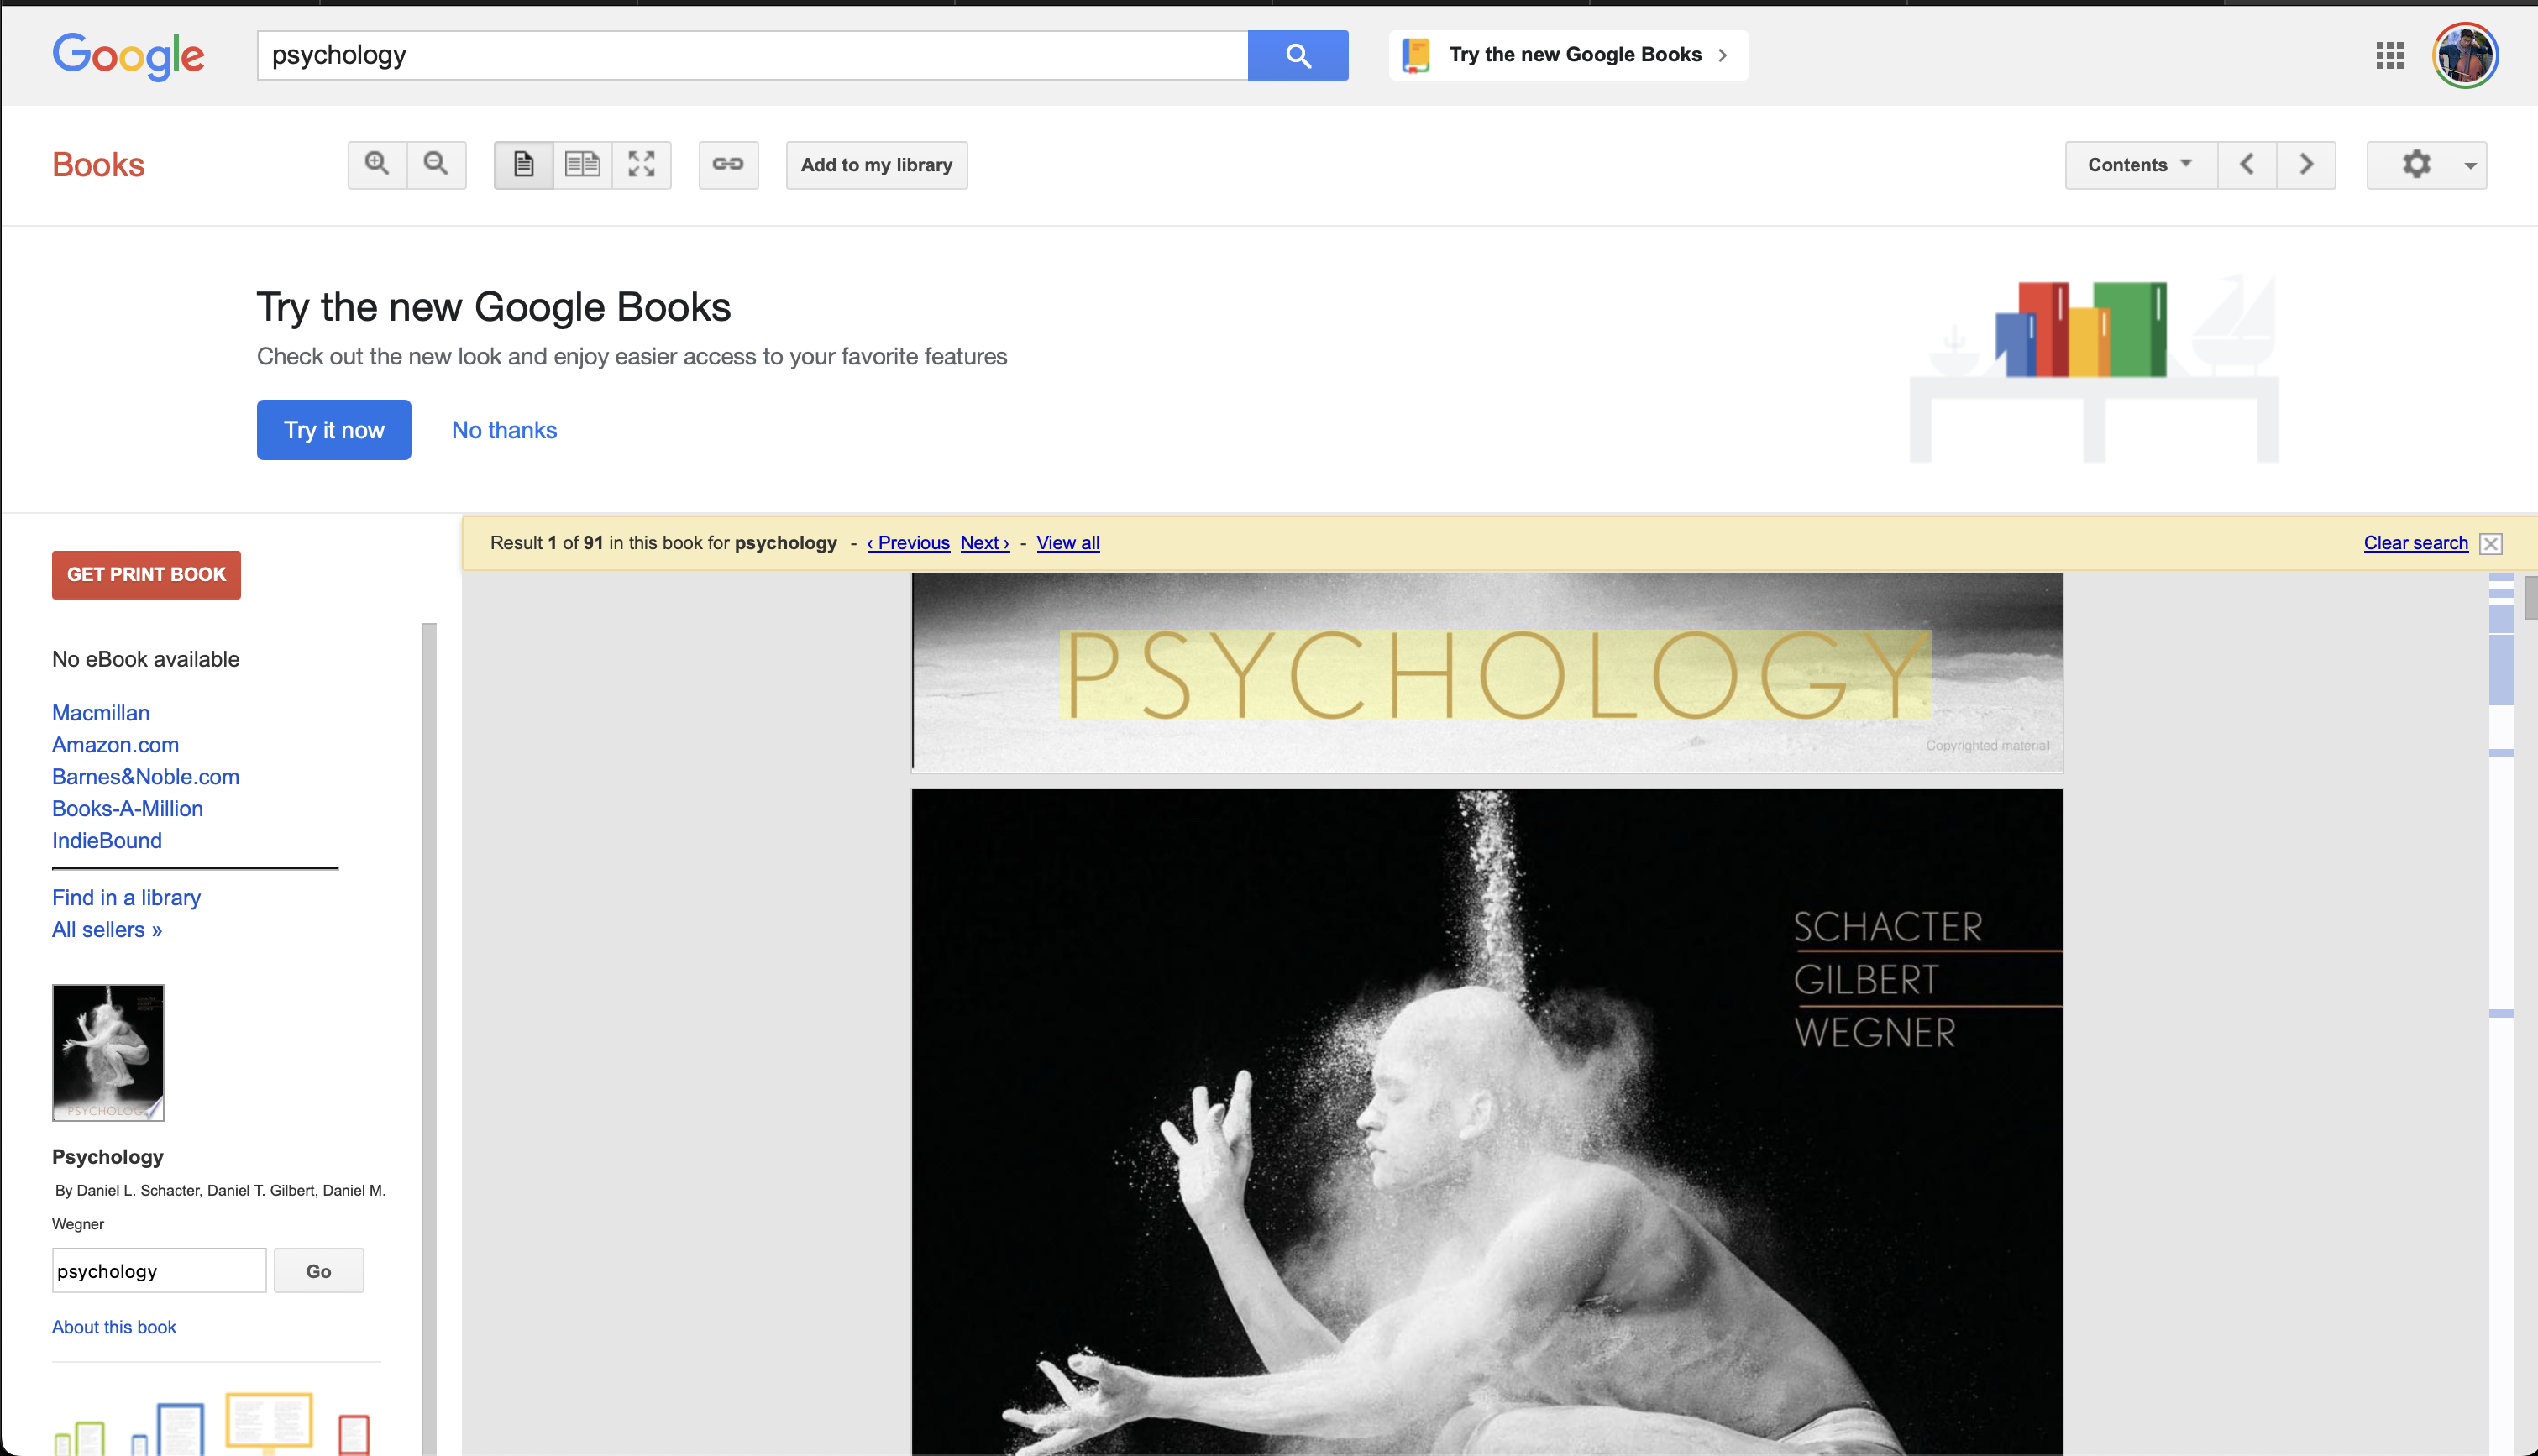 Google
psychology
Try the new Google Books
Books
Add to my library
Contents
Try the new Google Books
Check out the new look and enjoy easier access to your favorite features
Try it now
No thanks
Result 1 of 91 in this book for psychology - ‹ Previous Next › - View all
Clear search
GET PRINT BOOK
No eBook available
Macmillan
Amazon.com
Barnes&Noble.com
Books-A-Million
IndieBound
Find in a library
All sellers »
Psychology
By Daniel L. Schacter, Daniel T. Gilbert, Daniel M.
Wegner
psychology
Go
About this book
PSYCHOLOGY
Copyrighted material
SCHACTER
GILBERT
WEGNER